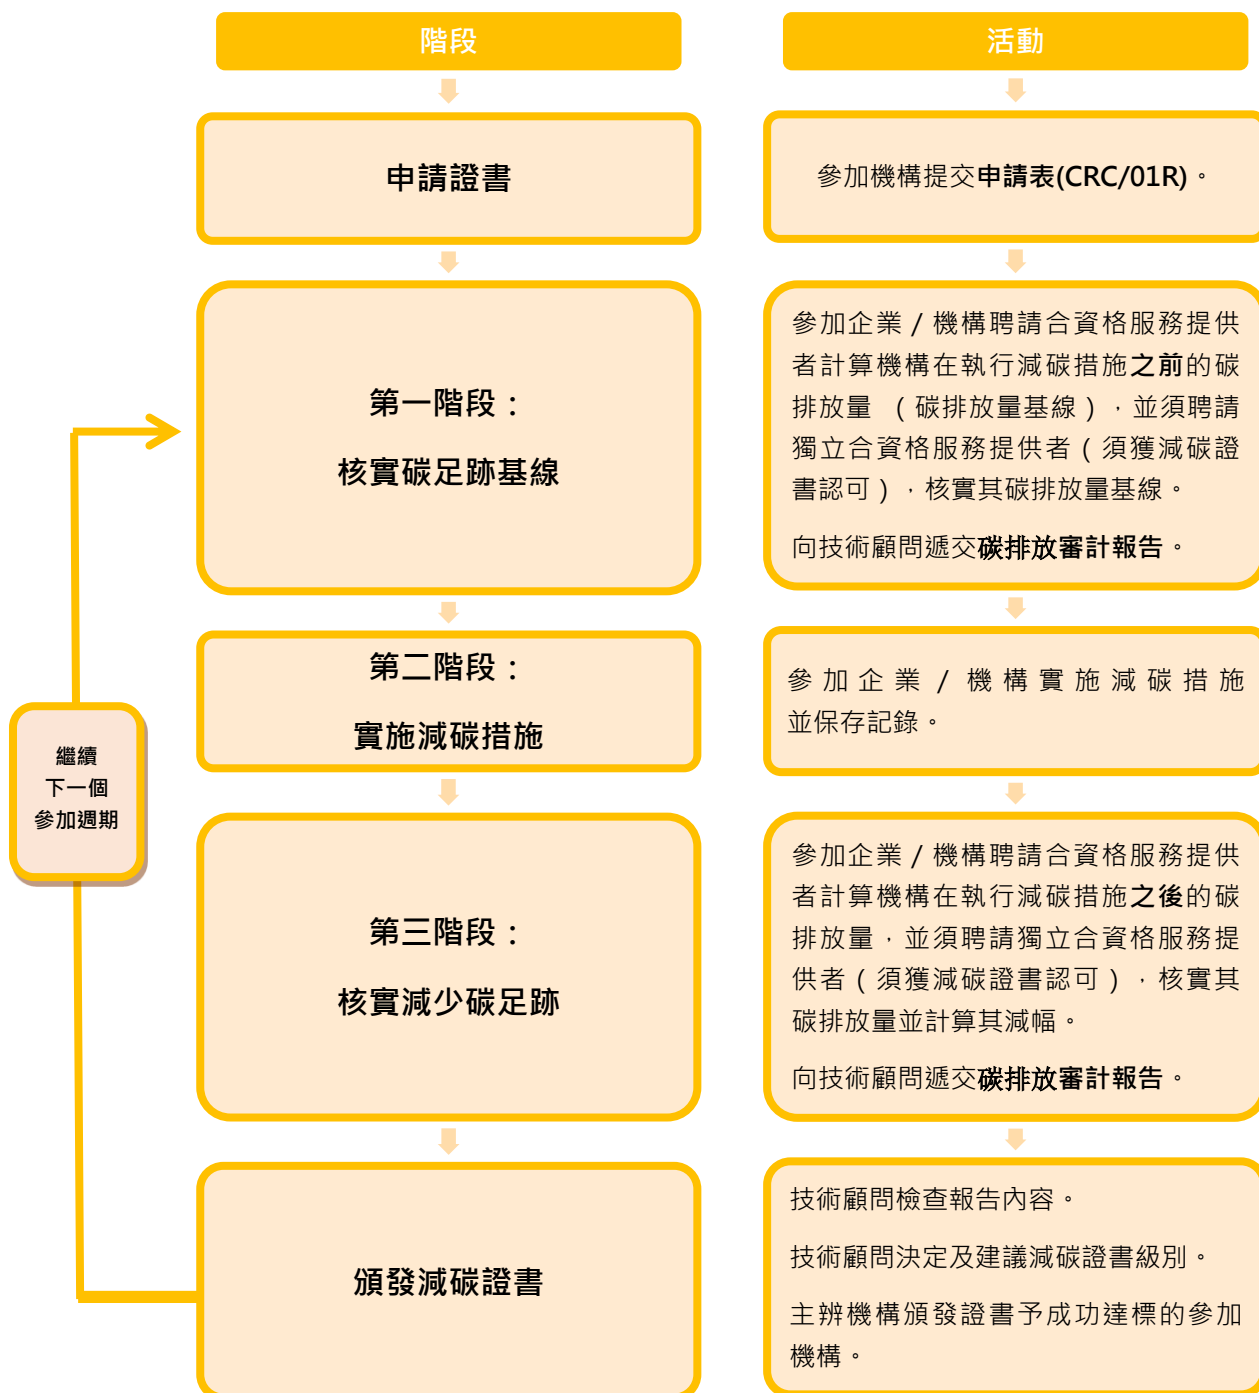 階段
活動
申請證書
參加機構提交申請表(CRC/01R)。
第一階段：
核實碳足跡基線
參加企業 / 機構聘請合資格服務提供
者計算機構在執行減碳措施之前的碳
排放量 （碳排放量基線），並須聘請
獨立合資格服務提供者（須獲減碳證
書認可），核實其碳排放量基線。
向技術顧問遞交碳排放審計報告。
第二階段：
實施減碳措施
參加企業 / 機構實施減碳措施
並保存記錄。
繼續
下一個
參加週期
第三階段：
核實減少碳足跡
參加企業 / 機構聘請合資格服務提供
者計算機構在執行減碳措施之後的碳
排放量，並須聘請獨立合資格服務提
供者（須獲減碳證書認可），核實其
碳排放量並計算其減幅。
向技術顧問遞交碳排放審計報告。
頒發減碳證書
技術顧問檢查報告內容。
技術顧問決定及建議減碳證書級別。
主辦機構頒發證書予成功達標的參加
機構。